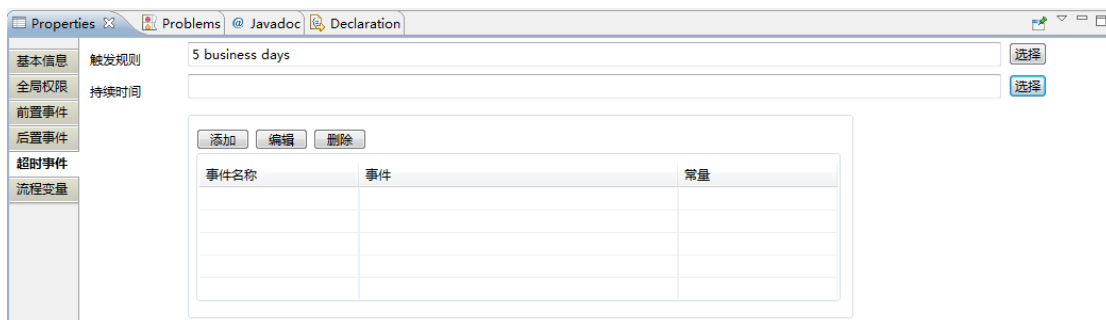 Properties Problems @ Javadoc Declaration
基本信息
全局权限
前置事件
后置事件
超时事件
流程变量
触发规则 5 business days 选择
持续时间 选择
添加 编辑 删除
事件名称 事件 常量